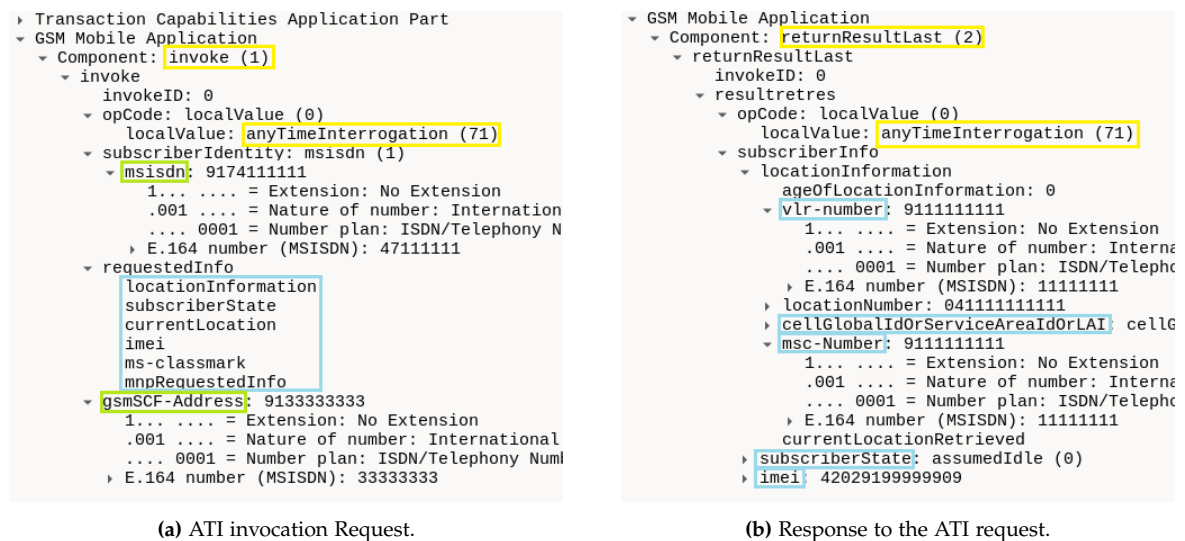 Transaction Capabilities Application Part
GSM Mobile Application
Component: invoke (1)
invoke
invokeID: 0
opCode: localValue (0)
localValue: anyTimeInterrogation (71)
subscriberIdentity: msisdn (1)
msisdn: 9174111111
1... .... = Extension: No Extension
.001 .... = Nature of number: Internation
.... 0001 = Number plan: ISDN/Telephony N
E.164 number (MSISDN): 47111111
requestedInfo
locationInformation
subscriberState
currentLocation
imei
ms-classmark
mnpRequestedInfo
gsmSCF-Address: 9133333333
1... .... = Extension: No Extension
.001 .... = Nature of number: International
.... 0001 = Number plan: ISDN/Telephony Numb
E.164 number (MSISDN): 33333333
(a) ATI invocation Request.
GSM Mobile Application
Component: returnResultLast (2)
returnResultLast
invokeID: 0
resultretres
opCode: localValue (0)
localValue: anyTimeInterrogation (71)
subscriberInfo
locationInformation
ageOfLocationInformation: 0
vlr-number: 9111111111
1... .... = Extension: No Extension
.001 .... = Nature of number: Interna
.... 0001 = Number plan: ISDN/Telepho
E.164 number (MSISDN): 11111111
locationNumber: 041111111111
cellGlobalIdOrServiceAreaIdOrLAI: cellG
msc-Number: 9111111111
1... .... = Extension: No Extension
.001 .... = Nature of number: Interna
.... 0001 = Number plan: ISDN/Telepho
E.164 number (MSISDN): 11111111
currentLocationRetrieved
subscriberState: assumedIdle (0)
imei: 42029199999909
(b) Response to the ATI request.